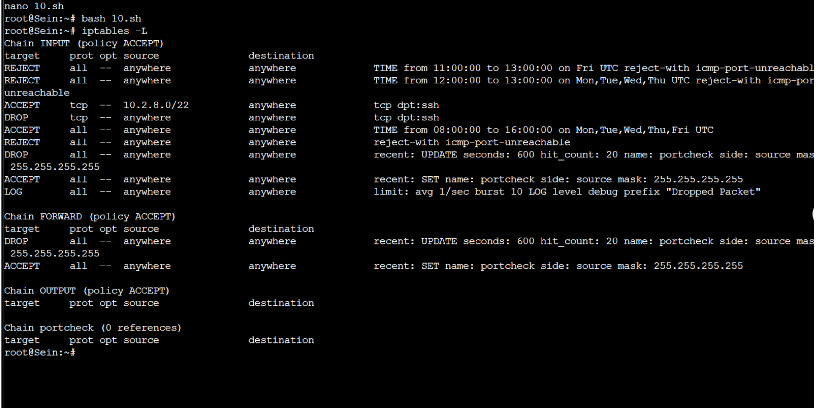 nano 10.sh
root@Sein:~# bash 10.sh
root@Sein:~# iptables -L
Chain INPUT (policy ACCEPT)
target     prot opt source               destination
REJECT     all  --  anywhere             anywhere             TIME from 11:00:00 to 13:00:00 on Fri UTC reject-with icmp-port-unreachabl
REJECT     all  --  anywhere             anywhere             TIME from 12:00:00 to 13:00:00 on Mon,Tue,Wed,Thu UTC reject-with icmp-por
unreachable
ACCEPT     tcp  --  10.2.8.0/22          anywhere             tcp dpt:ssh
DROP       tcp  --  anywhere             anywhere             tcp dpt:ssh
ACCEPT     all  --  anywhere             anywhere             TIME from 08:00:00 to 16:00:00 on Mon,Tue,Wed,Thu,Fri UTC
REJECT     all  --  anywhere             anywhere             reject-with icmp-port-unreachable
DROP       all  --  anywhere             anywhere             recent: UPDATE seconds: 600 hit_count: 20 name: portcheck side: source mas
 255.255.255.255
ACCEPT     all  --  anywhere             anywhere             recent: SET name: portcheck side: source mask: 255.255.255.255
LOG        all  --  anywhere             anywhere             limit: avg 1/sec burst 10 LOG level debug prefix "Dropped Packet"

Chain FORWARD (policy ACCEPT)
target     prot opt source               destination
DROP       all  --  anywhere             anywhere             recent: UPDATE seconds: 600 hit_count: 20 name: portcheck side: source mas
 255.255.255.255
ACCEPT     all  --  anywhere             anywhere             recent: SET name: portcheck side: source mask: 255.255.255.255

Chain OUTPUT (policy ACCEPT)
target     prot opt source               destination

Chain portcheck (0 references)
target     prot opt source               destination
root@Sein:~#